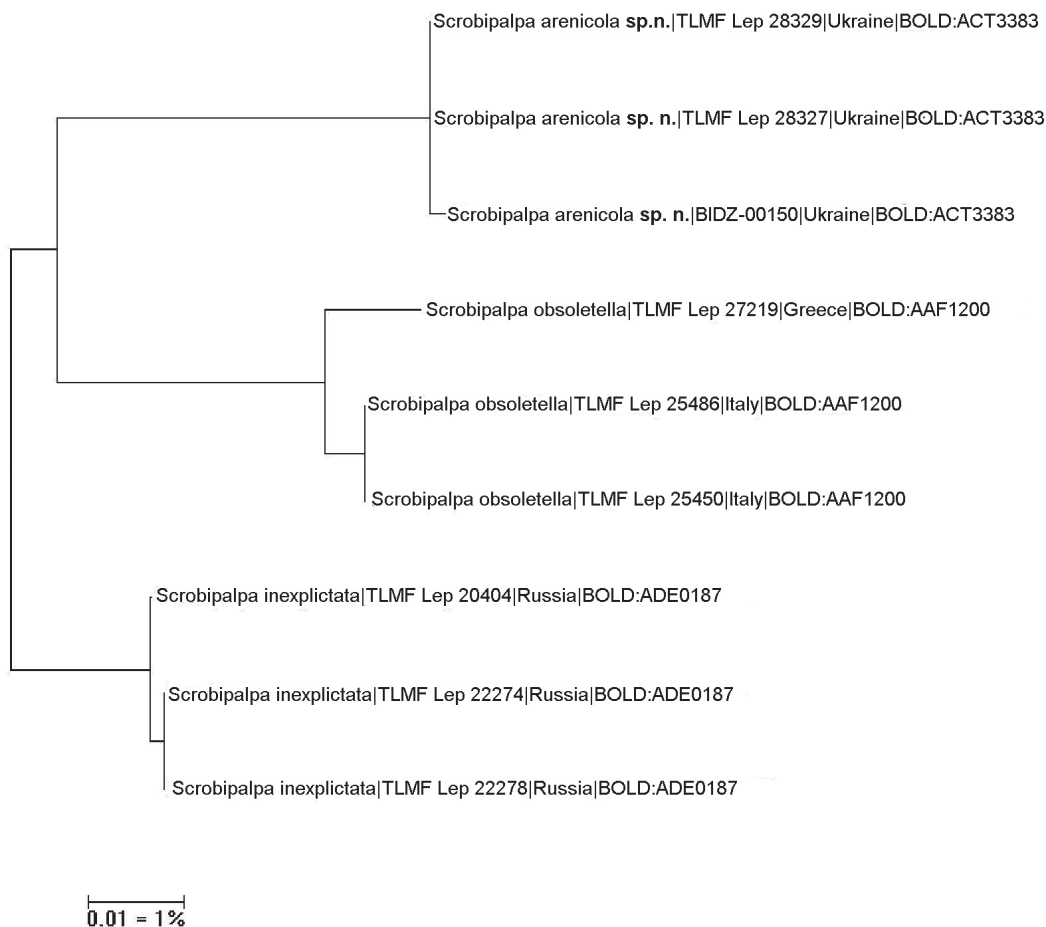 Scrobipalpa arenicola sp.n.|TLMF Lep 28329|Ukraine|BOLD:ACT3383
Scrobipalpa arenicola sp. n.|TLMF Lep 28327|Ukraine|BOLD:ACT3383
Scrobipalpa arenicola sp. n.|BIDZ-00150|Ukraine|BOLD:ACT3383
Scrobipalpa obsoletella|TLMF Lep 27219|Greece|BOLD:AAF1200
Scrobipalpa obsoletella|TLMF Lep 25486|Italy|BOLD:AAF1200
Scrobipalpa obsoletella|TLMF Lep 25450|Italy|BOLD:AAF1200
Scrobipalpa inexplictata|TLMF Lep 20404|Russia|BOLD:ADE0187
Scrobipalpa inexplictata|TLMF Lep 22274|Russia|BOLD:ADE0187
Scrobipalpa inexplictata|TLMF Lep 22278|Russia|BOLD:ADE0187
0.01 = 1%